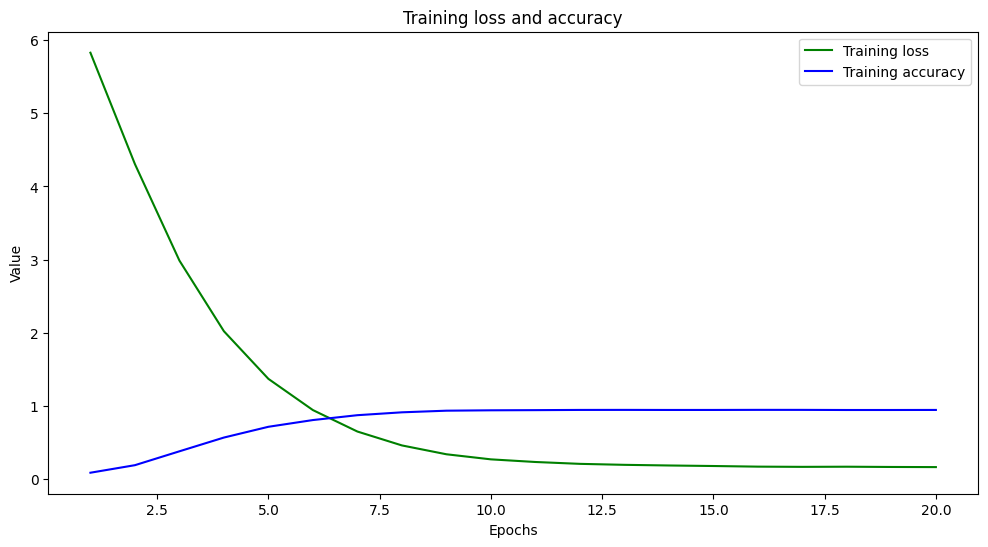 Training loss and accuracy
Training loss
Training accuracy
Value
6
5
4
3
2
1
0
2.5 5.0 7.5 10.0 12.5 15.0 17.5 20.0
Epochs